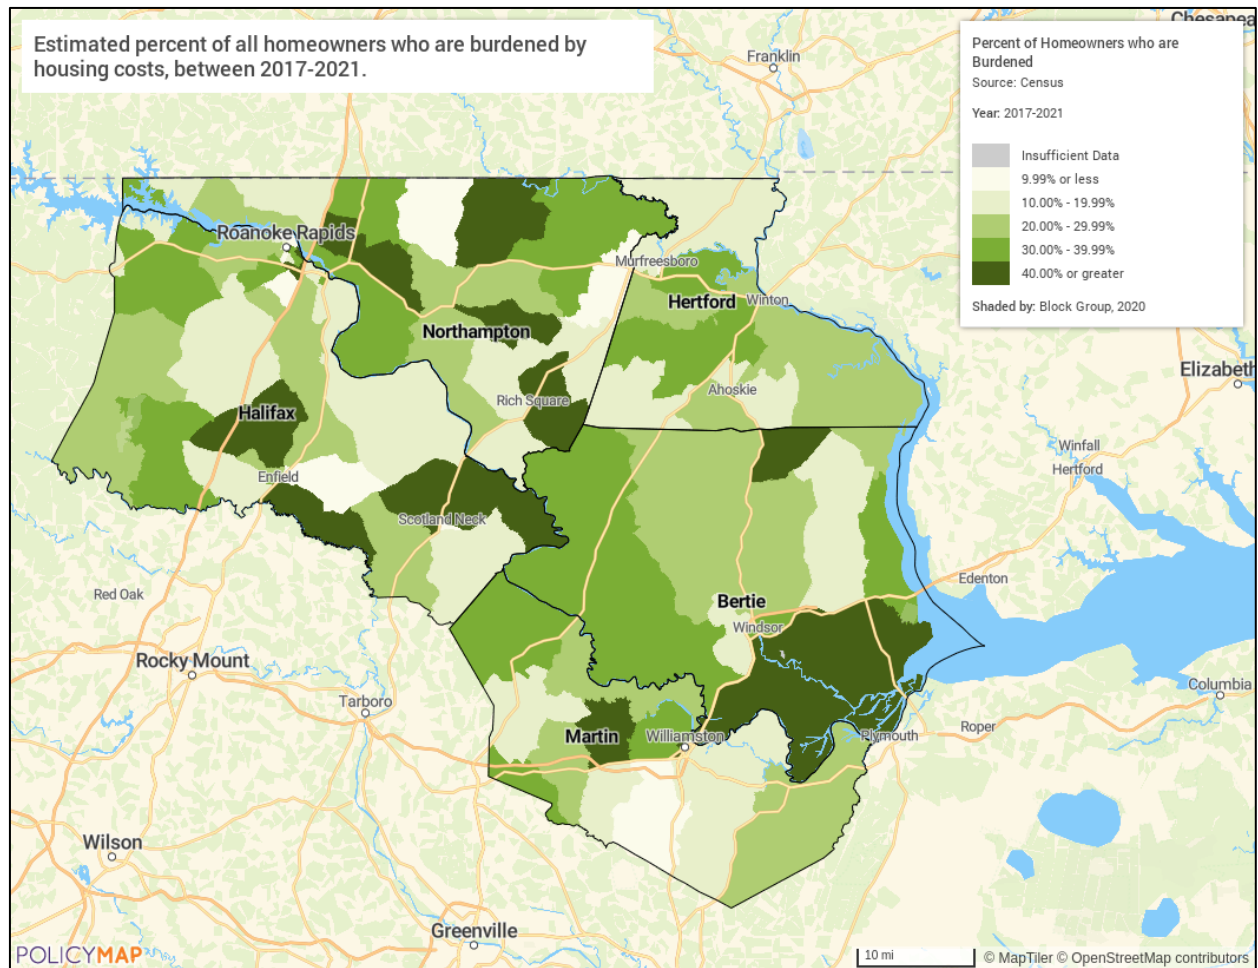 Estimated percent of all homeowners who are burdened by
housing costs, between 2017-2021.
Chesapea
Franklin
Percent of Homeowners who are
Burdened
Source: Census
Year: 2017-2021
Insufficient Data
9.99% or less
10.00% - 19.99%
20.00% - 29.99%
30.00% - 39.99%
40.00% or greater
Shaded by: Block Group, 2020
Roanoke Rapids
Murfreesboro
Hertford
Winton
Northampton
Elizabeth
Ahoskie
Rich Square
Halifax
Winfall
Hertford
Enfield
Scotland Neck
Edenton
Red Oak
Bertie
Windsor
Rocky Mount
Columbia
Tarboro
Roper
Martin
Williamston
Plymouth
Wilson
Greenville
POLICYMAP
10 mi
© MapTiler © OpenStreetMap contributors